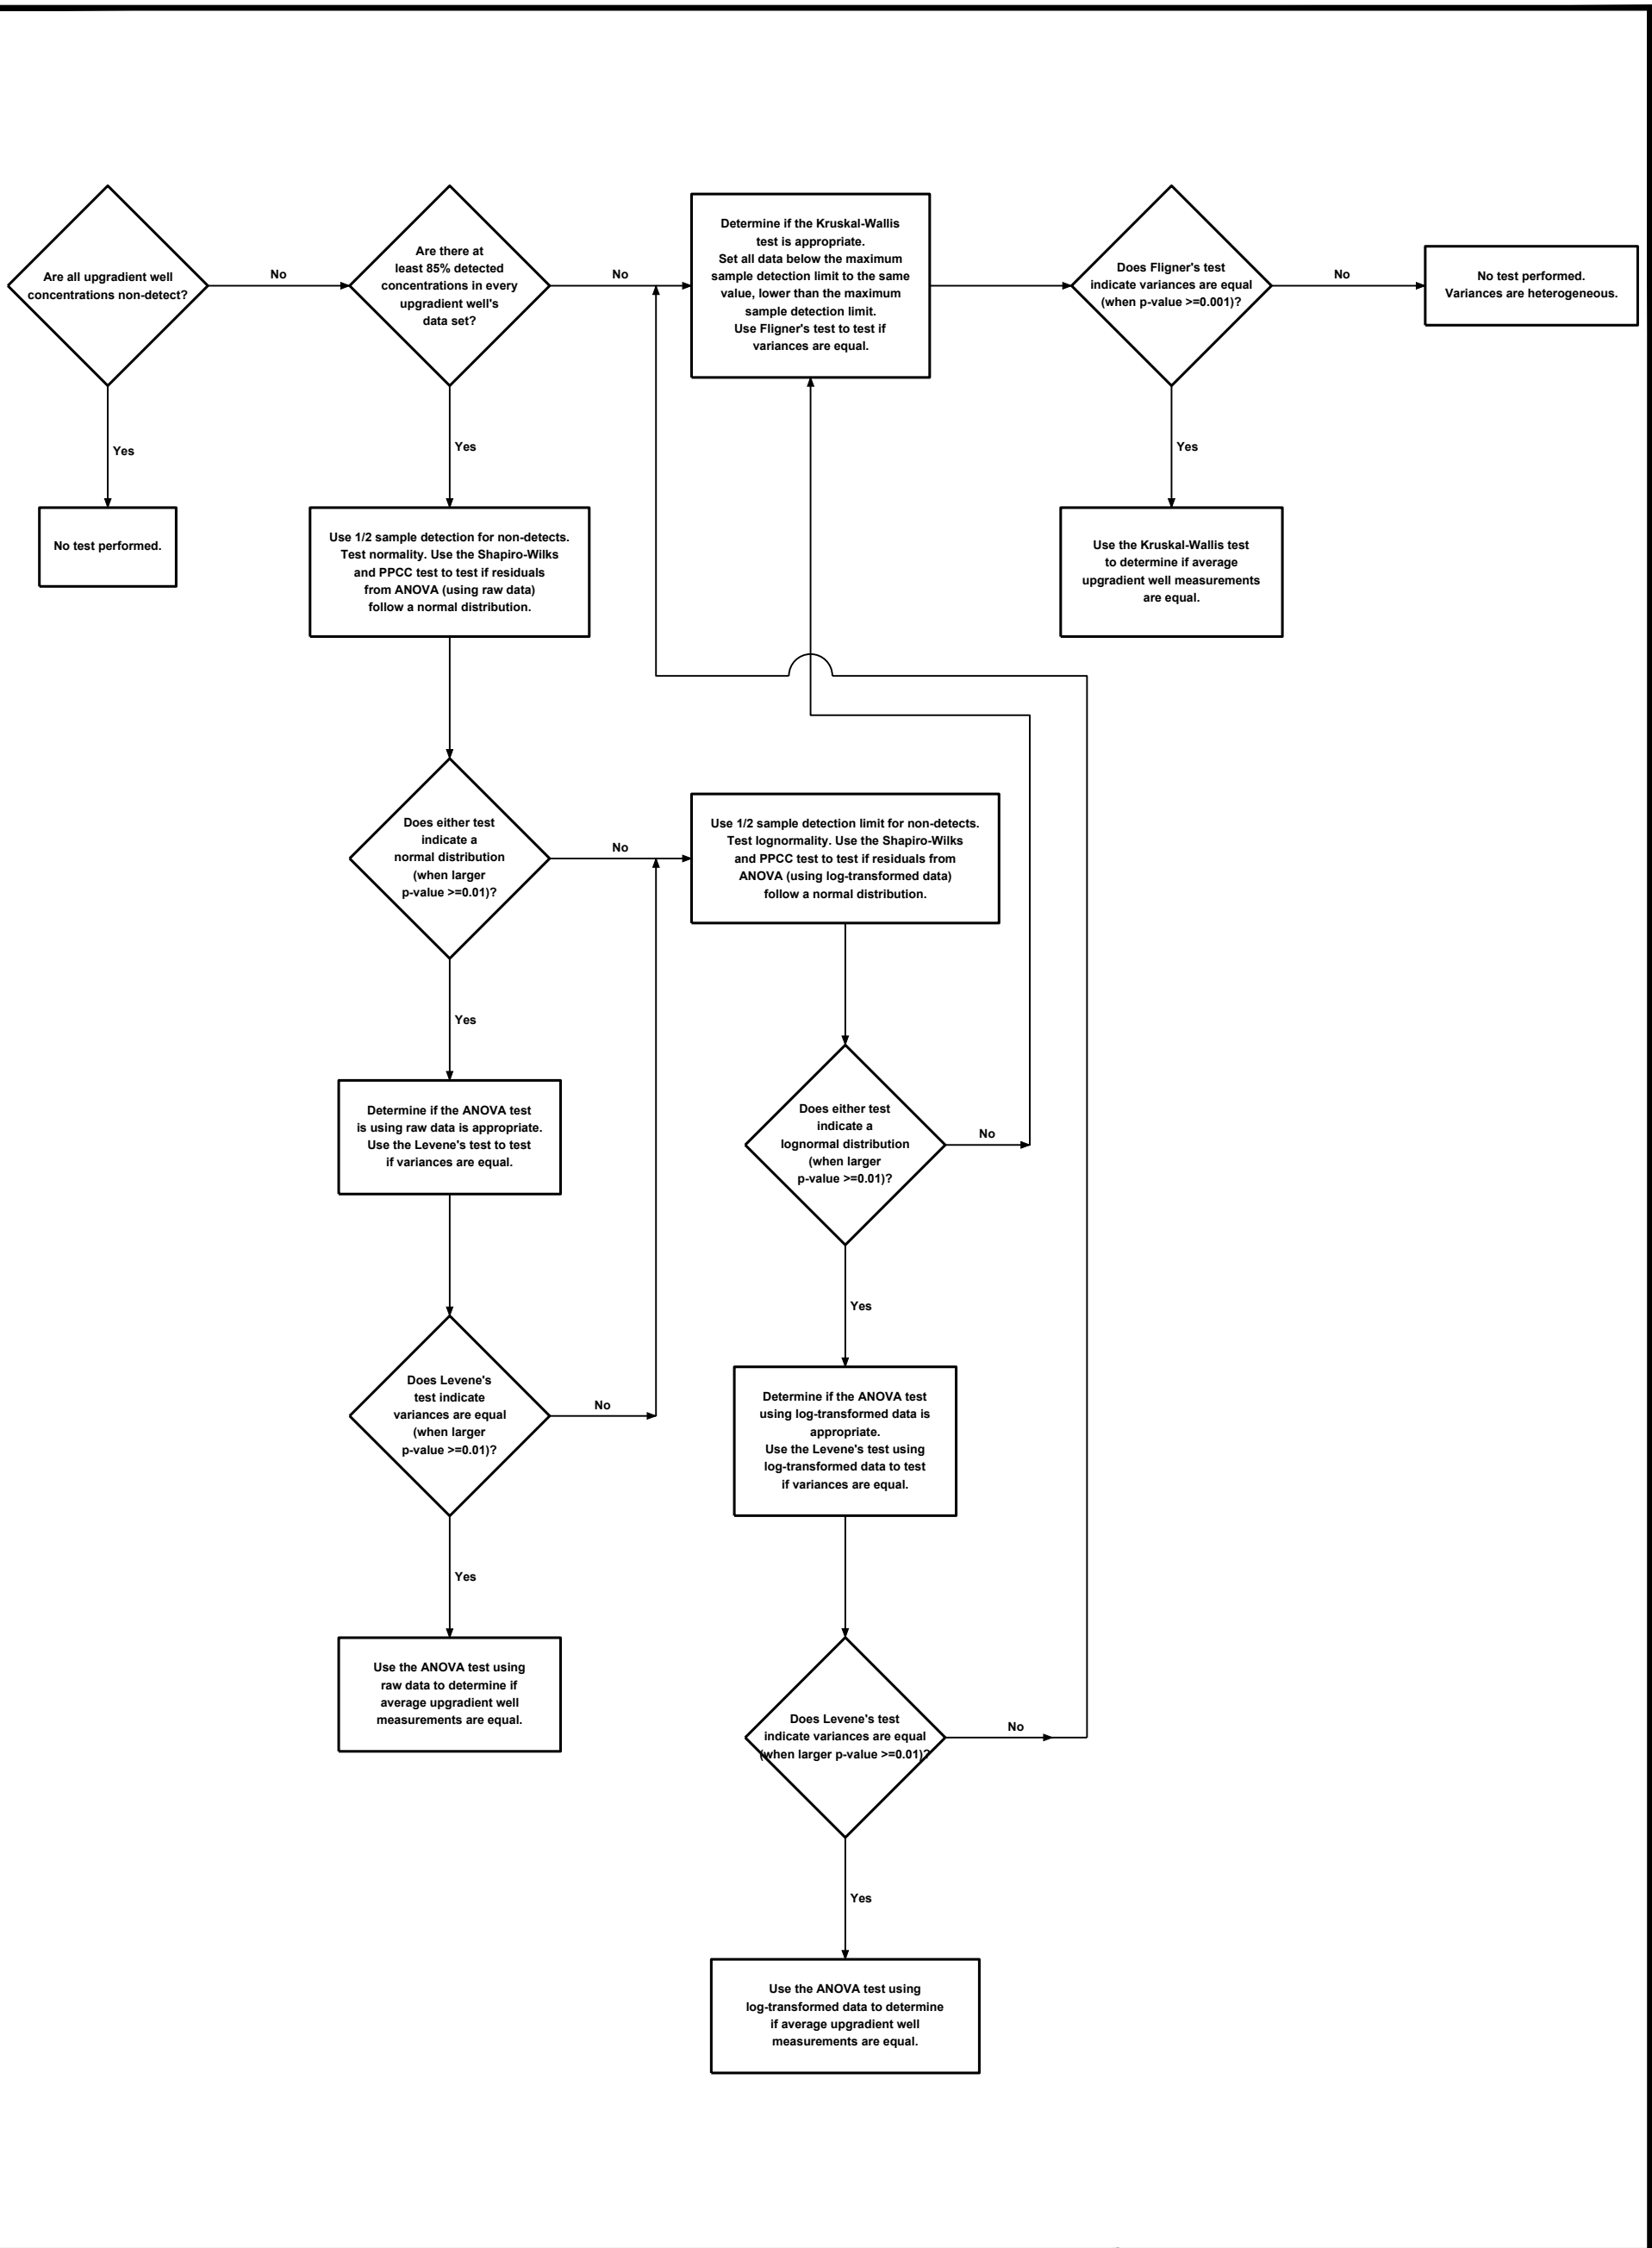 Are all upgradient well
concentrations non-detect?
No
Yes
No test performed.
Are there at
least 85% detected
concentrations in every
upgradient well's
data set?
No
Yes
Determine if the Kruskal-Wallis
test is appropriate.
Set all data below the maximum
sample detection limit to the same
value, lower than the maximum
sample detection limit.
Use Fligner's test to test if
variances are equal.
Does Fligner's test
indicate variances are equal
(when p-value >=0.001)?
No
No test performed.
Variances are heterogeneous.
Yes
Use the Kruskal-Wallis test
to determine if average
upgradient well measurements
are equal.
Use 1/2 sample detection for non-detects.
Test normality. Use the Shapiro-Wilks
and PPCC test to test if residuals
from ANOVA (using raw data)
follow a normal distribution.
Does either test
indicate a
normal distribution
(when larger
p-value >=0.01)?
No
Yes
Determine if the ANOVA test
is using raw data is appropriate.
Use the Levene's test to test
if variances are equal.
Does Levene's
test indicate
variances are equal
(when larger
p-value >=0.01)?
No
Yes
Use the ANOVA test using
raw data to determine if
average upgradient well
measurements are equal.
Use 1/2 sample detection limit for non-detects.
Test lognormality. Use the Shapiro-Wilks
and PPCC test to test if residuals from
ANOVA (using log-transformed data)
follow a normal distribution.
Does either test
indicate a
lognormal distribution
(when larger
p-value >=0.01)?
No
Yes
Determine if the ANOVA test
using log-transformed data is
appropriate.
Use the Levene's test using
log-transformed data to test
if variances are equal.
Does Levene's test
indicate variances are equal
(when larger p-value >=0.01)?
No
Yes
Use the ANOVA test using
log-transformed data to determine
if average upgradient well
measurements are equal.